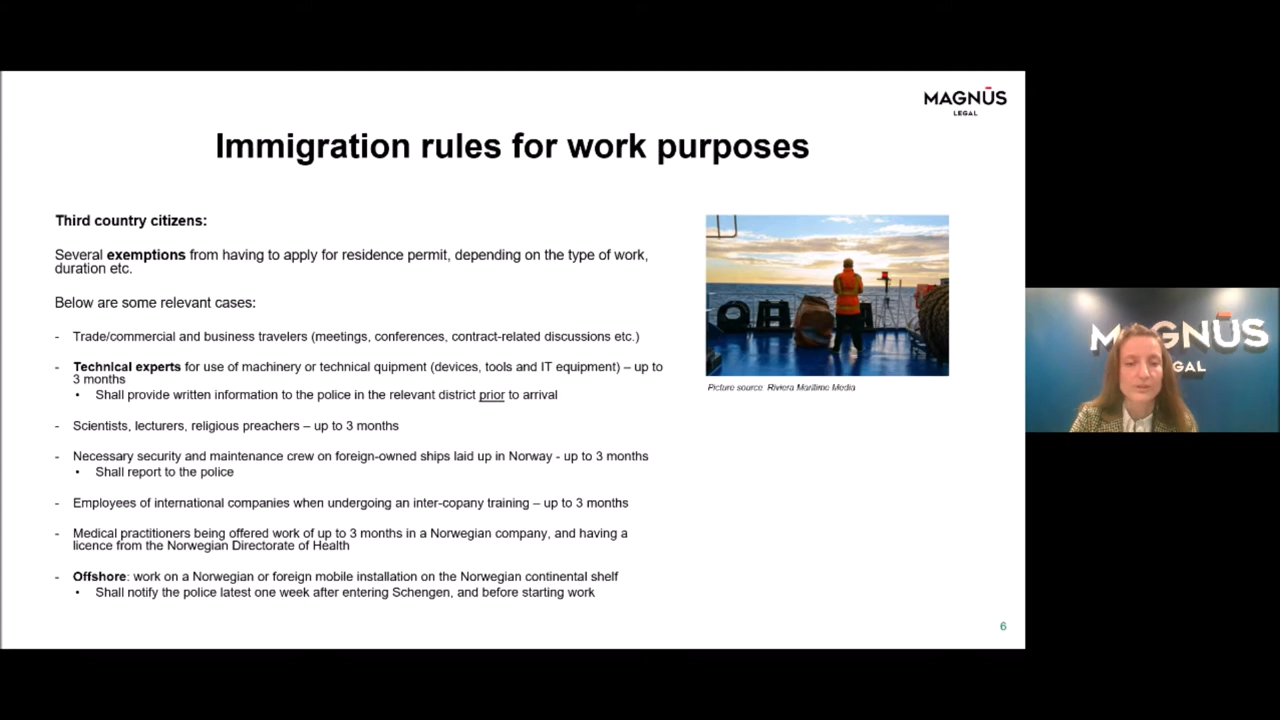 MAGNŪS
LEGAL
Immigration rules for work purposes
Third country citizens:
Several exemptions from having to apply for residence permit, depending on the type of work,
duration etc.
Below are some relevant cases:
- Trade/commercial and business travelers (meetings, conferences, contract-related discussions etc.)
- Technical experts for use of machinery or technical quipment (devices, tools and IT equipment) – up to
3 months
• Shall provide written information to the police in the relevant district prior to arrival
- Scientists, lecturers, religious preachers – up to 3 months
- Necessary security and maintenance crew on foreign-owned ships laid up in Norway - up to 3 months
• Shall report to the police
- Employees of international companies when undergoing an inter-copany training – up to 3 months
- Medical practitioners being offered work of up to 3 months in a Norwegian company, and having a
licence from the Norwegian Directorate of Health
- Offshore: work on a Norwegian or foreign mobile installation on the Norwegian continental shelf
• Shall notify the police latest one week after entering Schengen, and before starting work
Picture source: Riviera Maritime Media
6
MAGNŪS
LEGAL